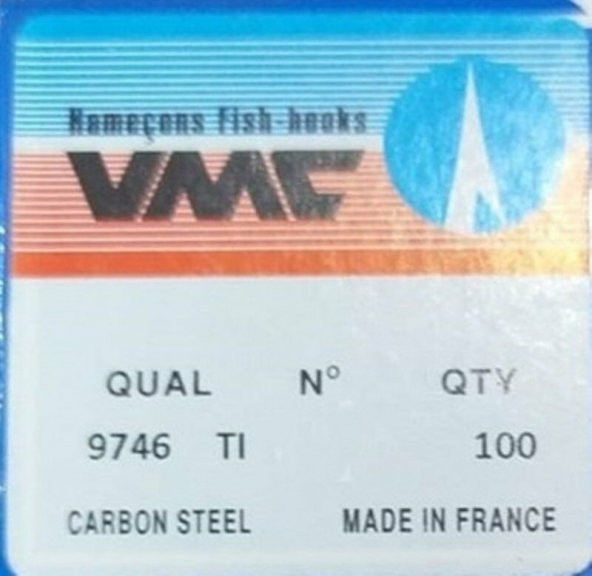 Hameçons fish-hooks
VMC
QUAL N° QTY
9746 TI 100
CARBON STEEL MADE IN FRANCE